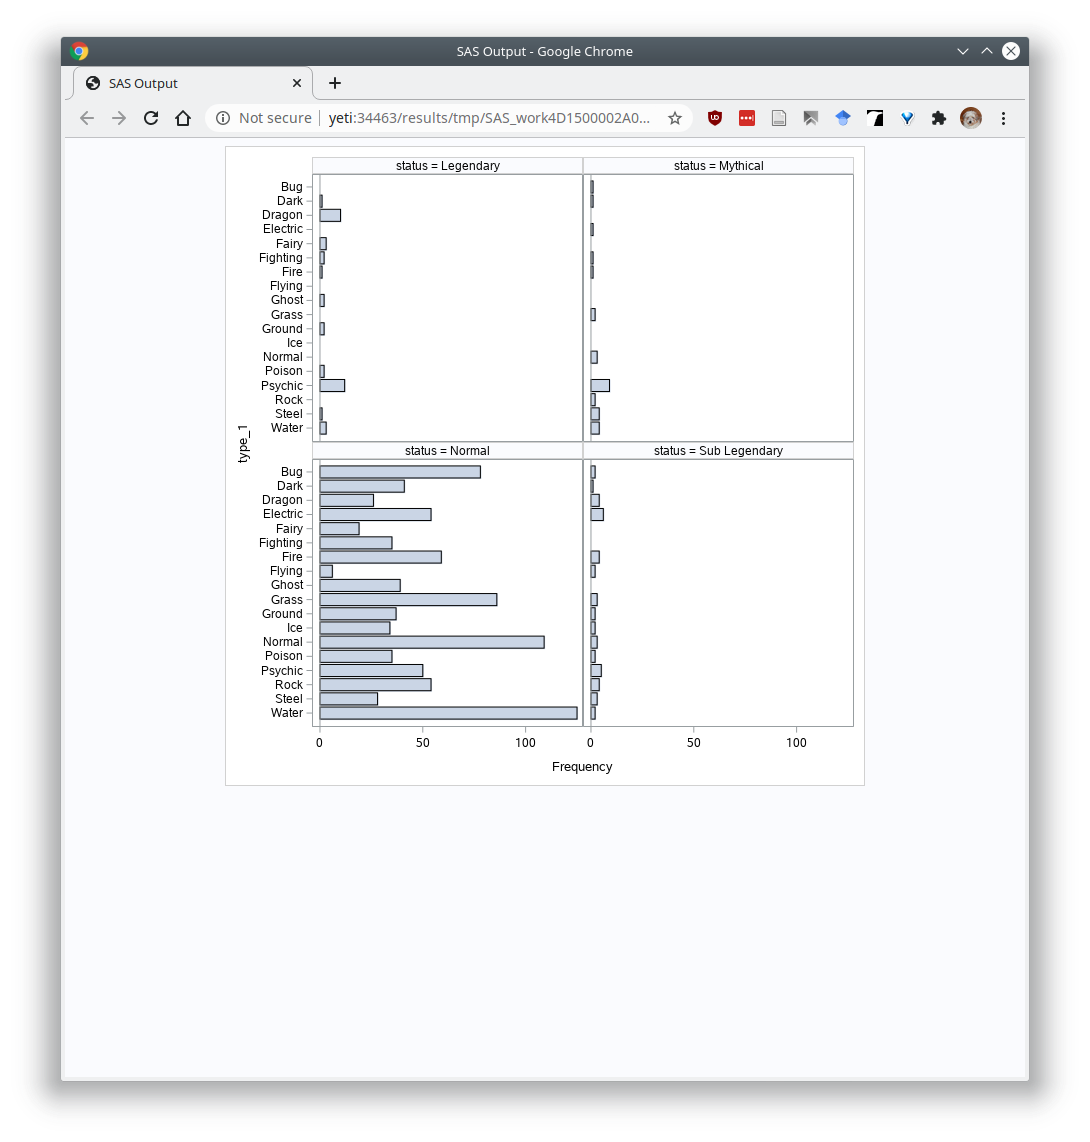 SAS Output - Google Chrome
SAS Output
Not secure | yeti:34463/results/tmp/SAS_work4D1500002A0...
status = Legendary
status = Mythical
Bug
Dark
Dragon
Electric
Fairy
Fighting
Fire
Flying
Ghost
Grass
Ground
Ice
Normal
Poison
Psychic
Rock
Steel
Water
type_1
status = Normal
status = Sub Legendary
Bug
Dark
Dragon
Electric
Fairy
Fighting
Fire
Flying
Ghost
Grass
Ground
Ice
Normal
Poison
Psychic
Rock
Steel
Water
0 50 100 0 50 100
Frequency